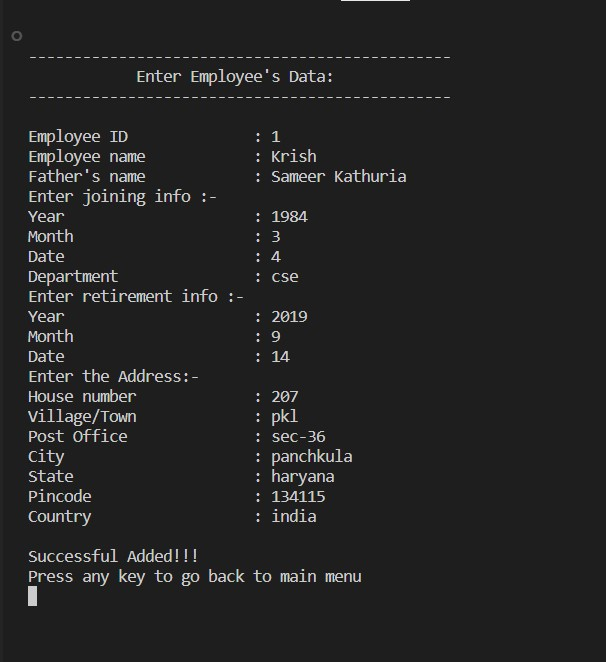 -----------------------------------------------
Enter Employee's Data:
-----------------------------------------------
Employee ID : 1
Employee name : Krish
Father's name : Sameer Kathuria
Enter joining info :-
Year : 1984
Month : 3
Date : 4
Department : cse
Enter retirement info :-
Year : 2019
Month : 9
Date : 14
Enter the Address:-
House number : 207
Village/Town : pkl
Post Office : sec-36
City : panchkula
State : haryana
Pincode : 134115
Country : india
Successful Added!!!
Press any key to go back to main menu